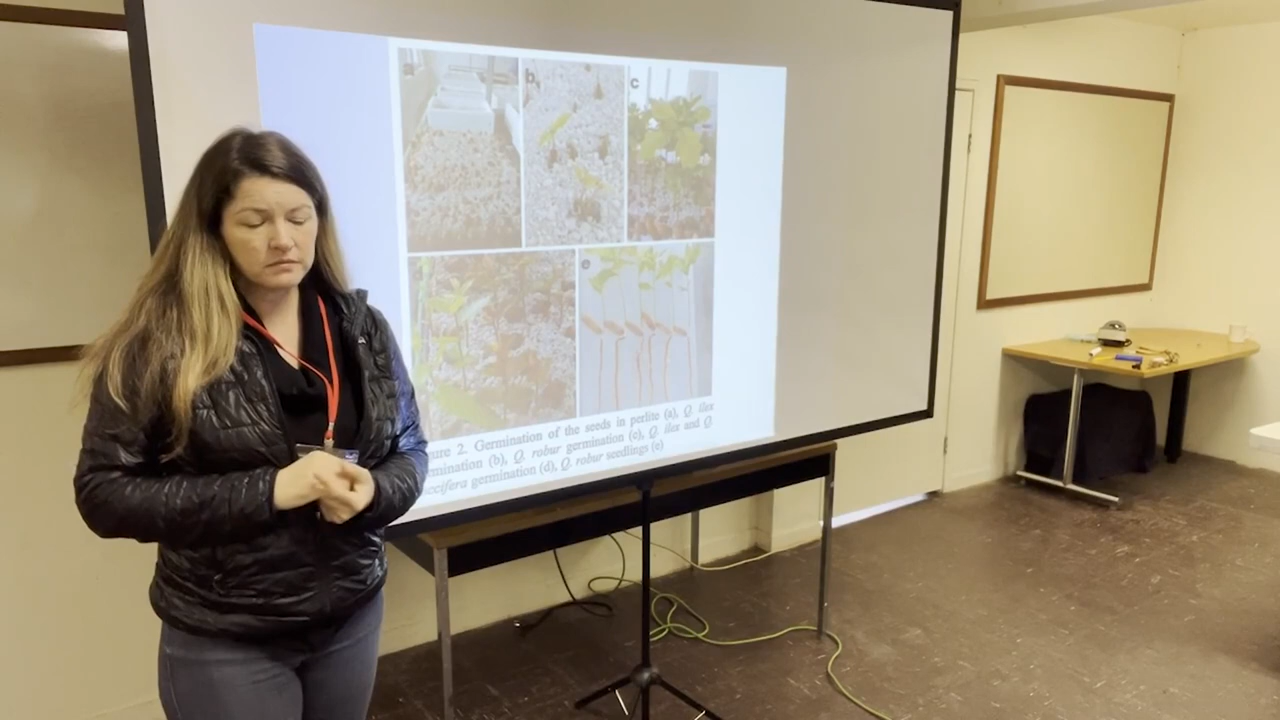 b
c
e
ure 2. Germination of the seeds in perlite (a), Q. ilex
rmination (b), Q. robur germination (c), Q. ilex and Q.
ccifera germination (d), Q. robur seedlings (e)